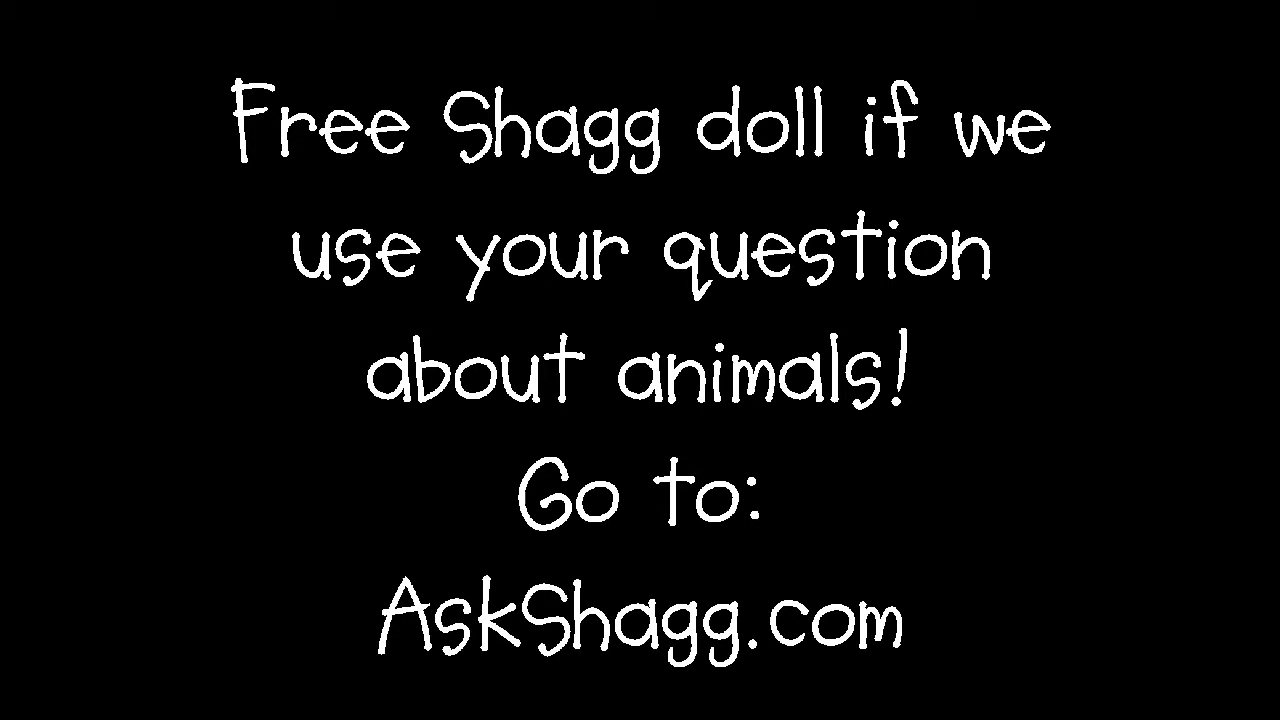 Free Shagg doll if we
use your question
about animals!
Go to:
AskShagg.com